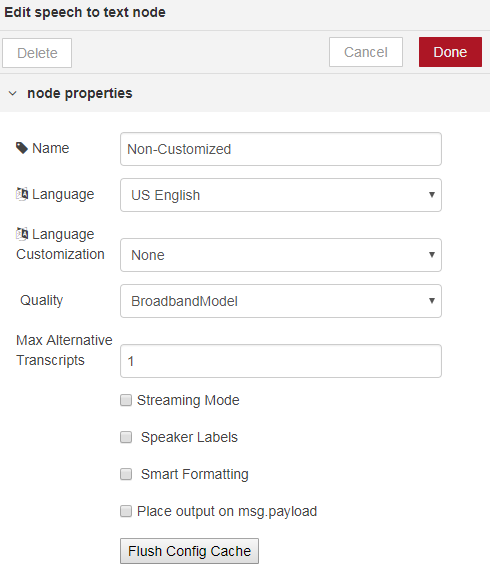 Edit speech to text node
Delete
Cancel
Done
node properties
Name
Non-Customized
Language
US English
Language
Customization
None
Quality
BroadbandModel
Max Alternative
Transcripts
1
Streaming Mode
Speaker Labels
Smart Formatting
Place output on msg.payload
Flush Config Cache